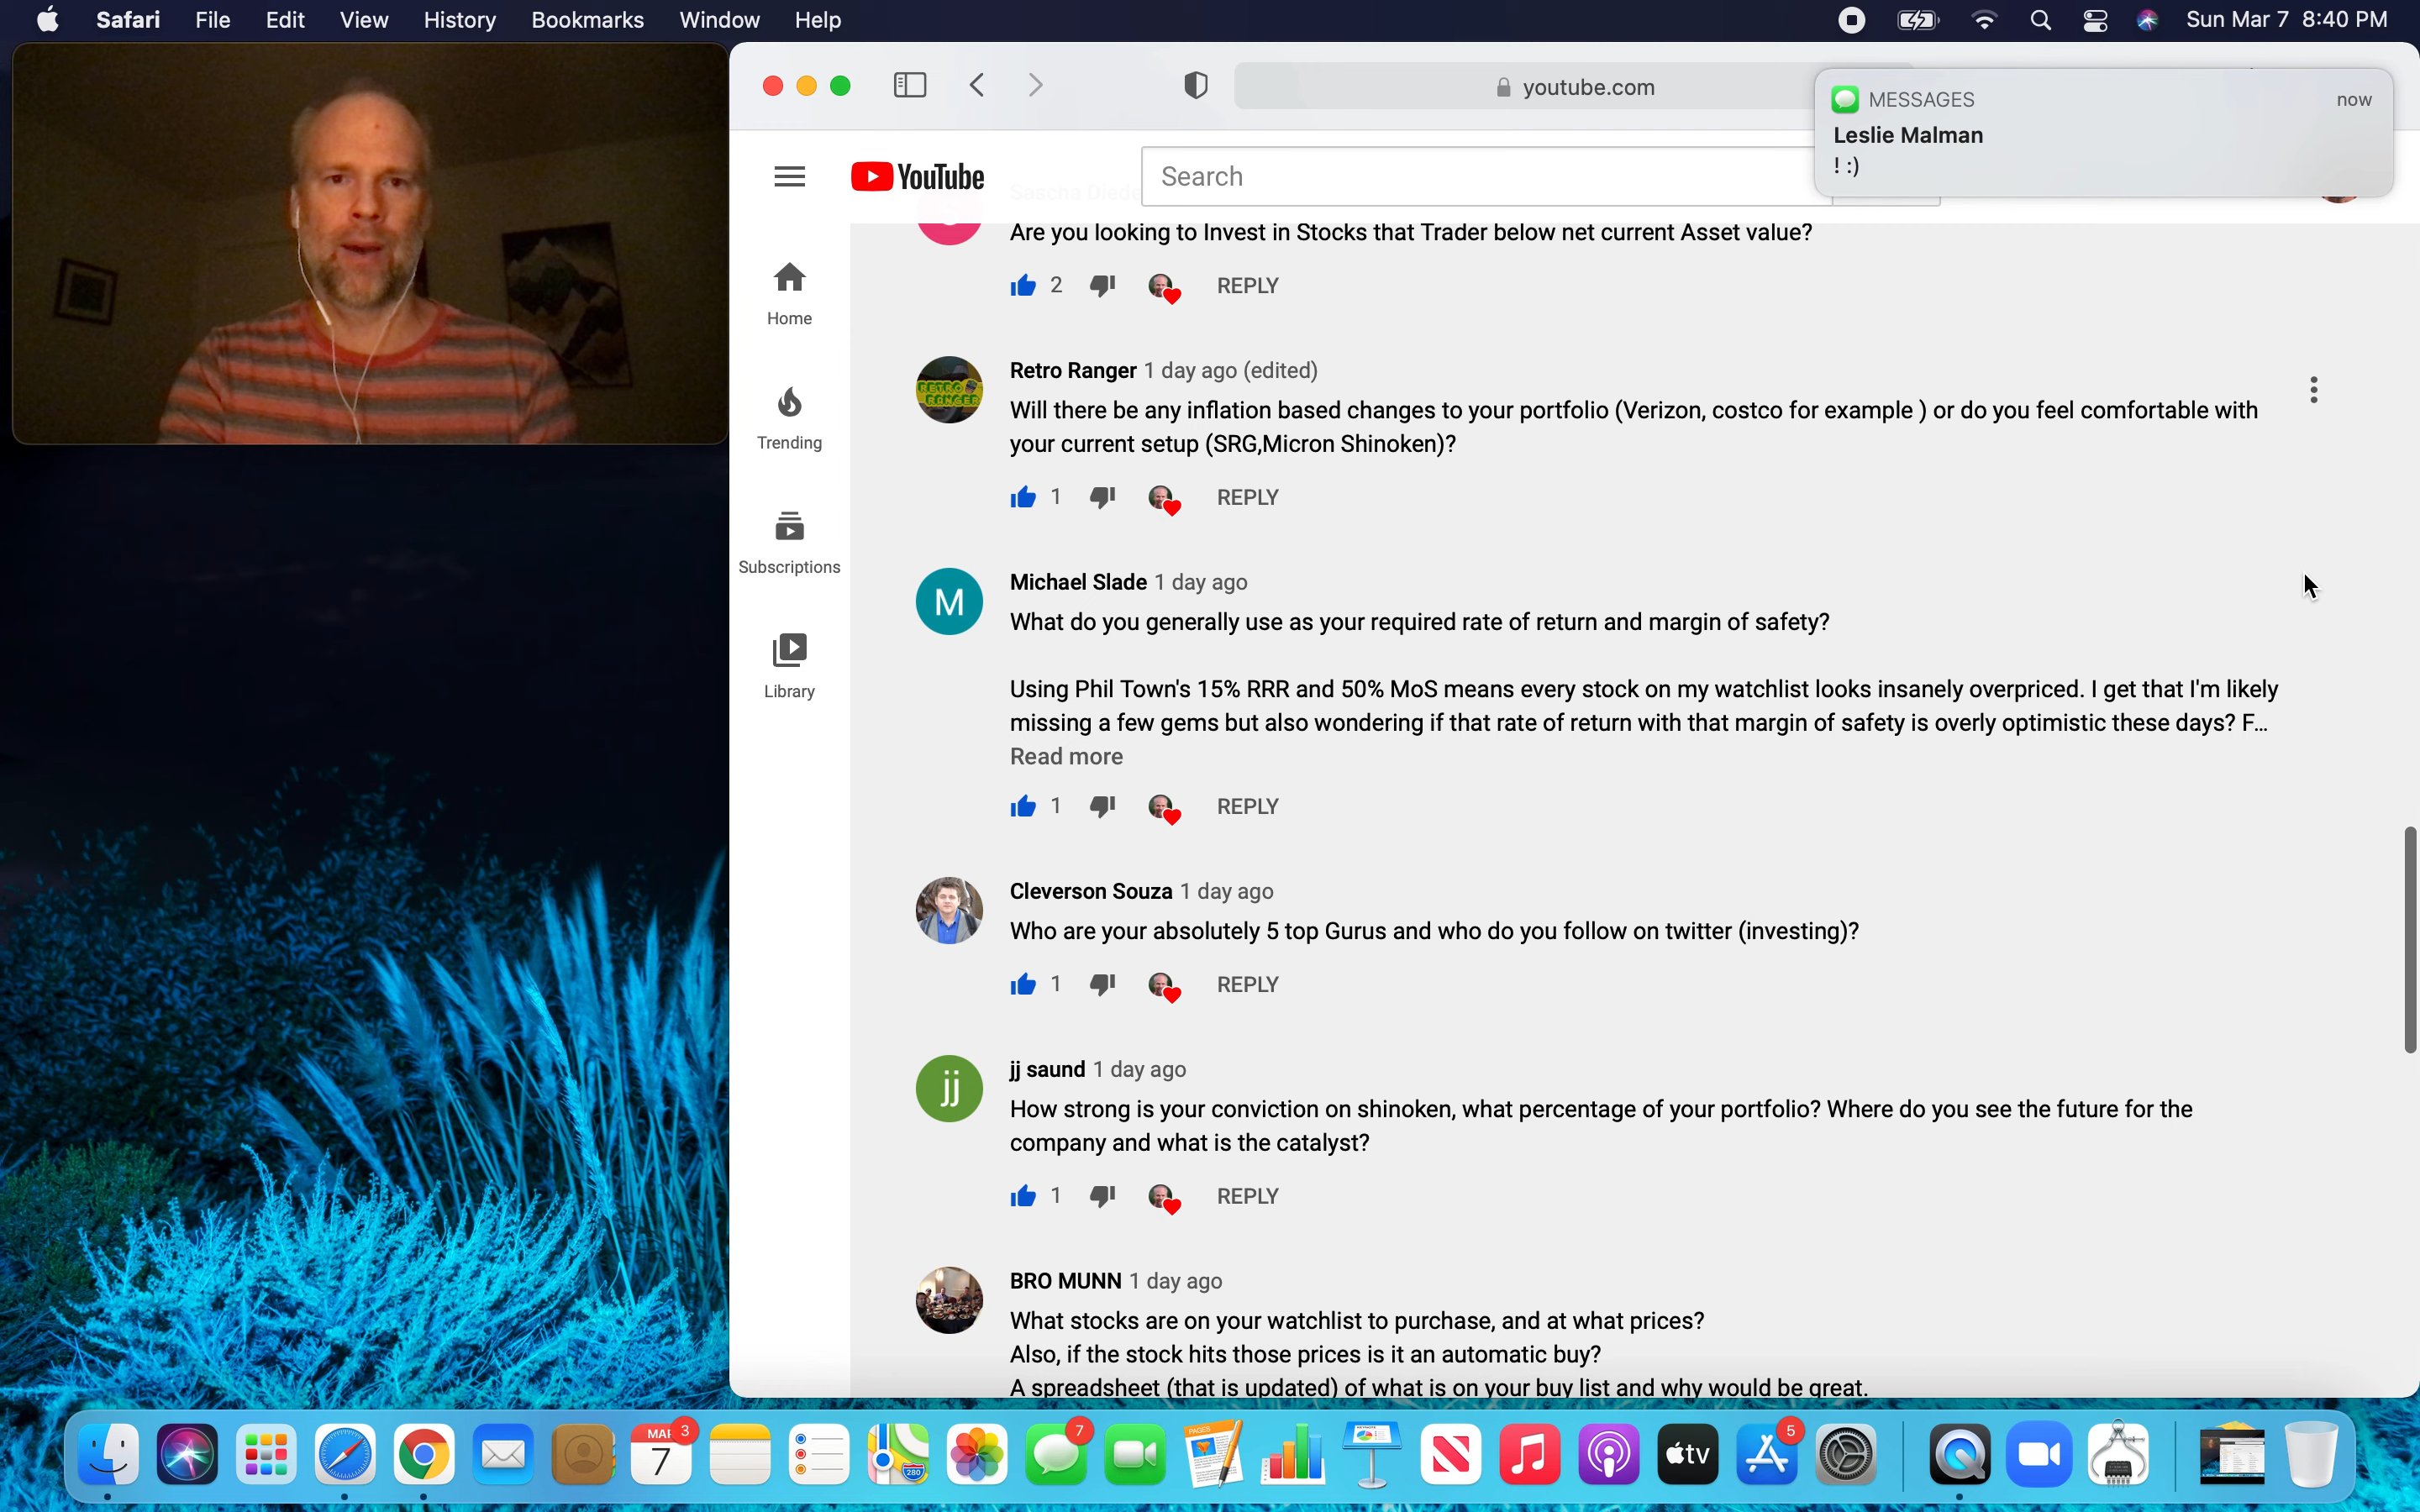 Safari File Edit View History Bookmarks Window Help Sun Mar 7 8:40 PM
youtube.com
MESSAGES now
Leslie Malman
! :)
YouTube
Search
Sascha
Are you looking to Invest in Stocks that Trader below net current Asset value?
2 REPLY
Home
Trending
Subscriptions
Library
RETRO
RANGER
Retro Ranger 1 day ago (edited)
Will there be any inflation based changes to your portfolio (Verizon, costco for example ) or do you feel comfortable with
your current setup (SRG,Micron Shinoken)?
1 REPLY
M
Michael Slade 1 day ago
What do you generally use as your required rate of return and margin of safety?
Using Phil Town's 15% RRR and 50% MoS means every stock on my watchlist looks insanely overpriced. I get that I'm likely
missing a few gems but also wondering if that rate of return with that margin of safety is overly optimistic these days? F...
Read more
1 REPLY
Cleverson Souza 1 day ago
Who are your absolutely 5 top Gurus and who do you follow on twitter (investing)?
1 REPLY
jj
jj saund 1 day ago
How strong is your conviction on shinoken, what percentage of your portfolio? Where do you see the future for the
company and what is the catalyst?
1 REPLY
BRO MUNN 1 day ago
What stocks are on your watchlist to purchase, and at what prices?
Also, if the stock hits those prices is it an automatic buy?
A spreadsheet (that is updated) of what is on your buy list and why would be great.
MAR 3
7
280
7
PAGES
tv
5